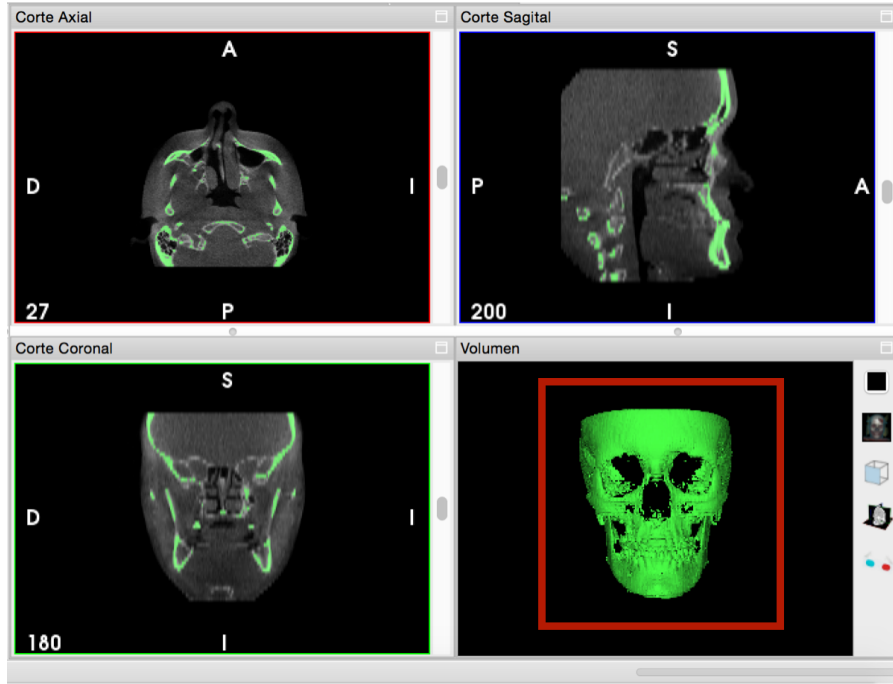 Corte Axial
A
D
I
27
P
Corte Sagital
S
P
A
200
I
Corte Coronal
S
D
I
180
I
Volumen